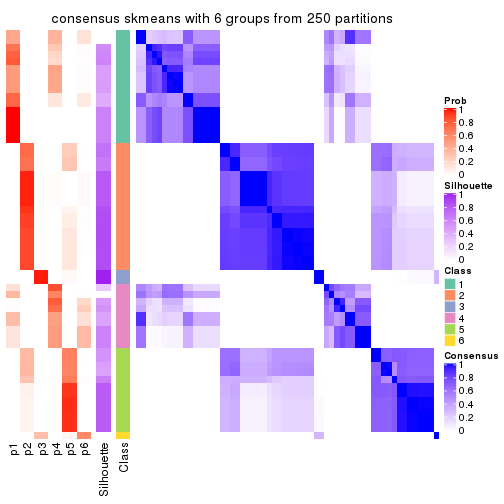 consensus skmeans with 6 groups from 250 partitions
Prob
1
0.8
0.6
0.4
0.2
0
Silhouette
1
0.8
0.6
0.4
0.2
0
Class
1
2
3
4
5
6
Consensus
1
0.8
0.6
0.4
0.2
0
p1
p2
p3
p4
p5
p6
Silhouette
Class